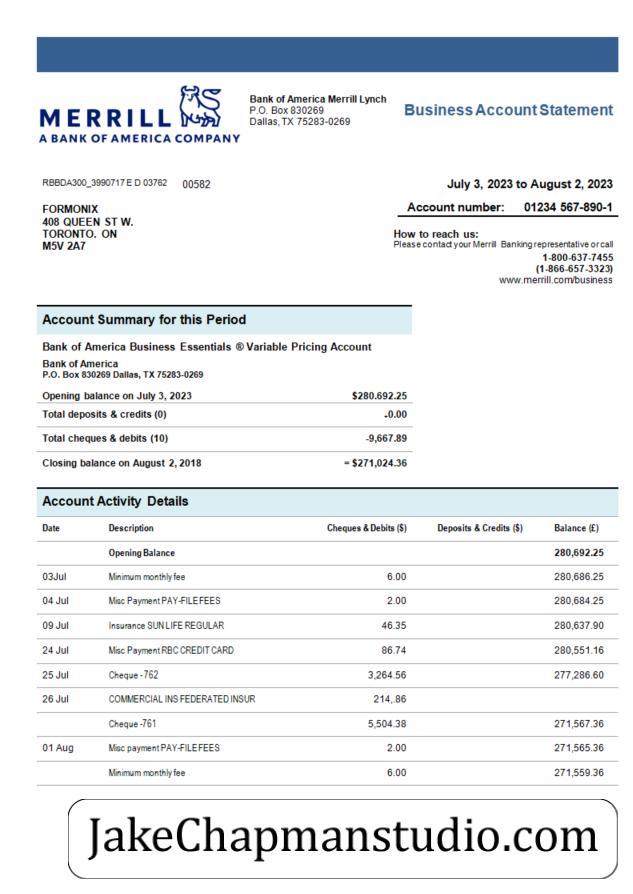 MERRILL
A BANK OF AMERICA COMPANY
Bank of America Merrill Lynch
P.O. Box 830269
Dallas, TX 75283-0269
Business Account Statement
RBBDA300_3990717 E D 03762 00582
July 3, 2023 to August 2, 2023
FORMONIX
408 QUEEN ST W.
TORONTO. ON
M5V 2A7
Account number: 01234 567-890-1
How to reach us:
Please contact your Merrill Banking representative or call
1-800-637-7455
(1-866-657-3323)
www.merrill.com/business
Account Summary for this Period
Bank of America Business Essentials ® Variable Pricing Account
Bank of America
P.O. Box 830269 Dallas, TX 75283-0269
Opening balance on July 3, 2023 $280.692.25
Total deposits & credits (0) -0.00
Total cheques & debits (10) -9,667.89
Closing balance on August 2, 2018 = $271,024.36
Account Activity Details
Date Description Cheques & Debits ($) Deposits & Credits ($) Balance (£)
Opening Balance 280,692.25
03Jul Minimum monthly fee 6.00 280,686.25
04 Jul Misc Payment PAY-FILE FEES 2.00 280,684.25
09 Jul Insurance SUN LIFE REGULAR 46.35 280,637.90
24 Jul Misc Payment RBC CREDIT CARD 86.74 280,551.16
25 Jul Cheque -762 3,264.56 277,286.60
26 Jul COMMERCIAL INS FEDERATED INSUR 214,.86
Cheque -761 5,504.38 271,567.36
01 Aug Misc payment PAY-FILE FEES 2.00 271,565.36
Minimum monthly fee 6.00 271,559.36
JakeChapmanstudio.com